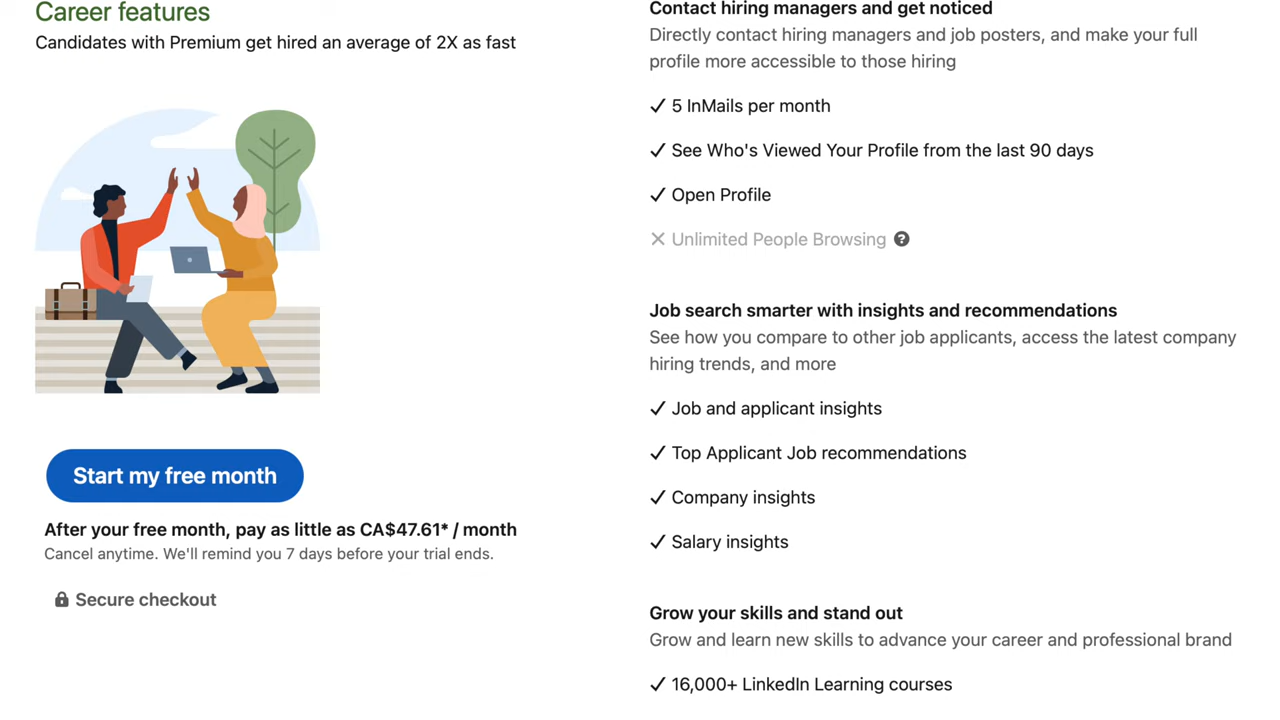 Career features
Candidates with Premium get hired an average of 2X as fast
Start my free month
After your free month, pay as little as CA$47.61* / month
Cancel anytime. We'll remind you 7 days before your trial ends.
Secure checkout
Contact hiring managers and get noticed
Directly contact hiring managers and job posters, and make your full
profile more accessible to those hiring
5 InMails per month
See Who's Viewed Your Profile from the last 90 days
Open Profile
Unlimited People Browsing
Job search smarter with insights and recommendations
See how you compare to other job applicants, access the latest company
hiring trends, and more
Job and applicant insights
Top Applicant Job recommendations
Company insights
Salary insights
Grow your skills and stand out
Grow and learn new skills to advance your career and professional brand
16,000+ LinkedIn Learning courses